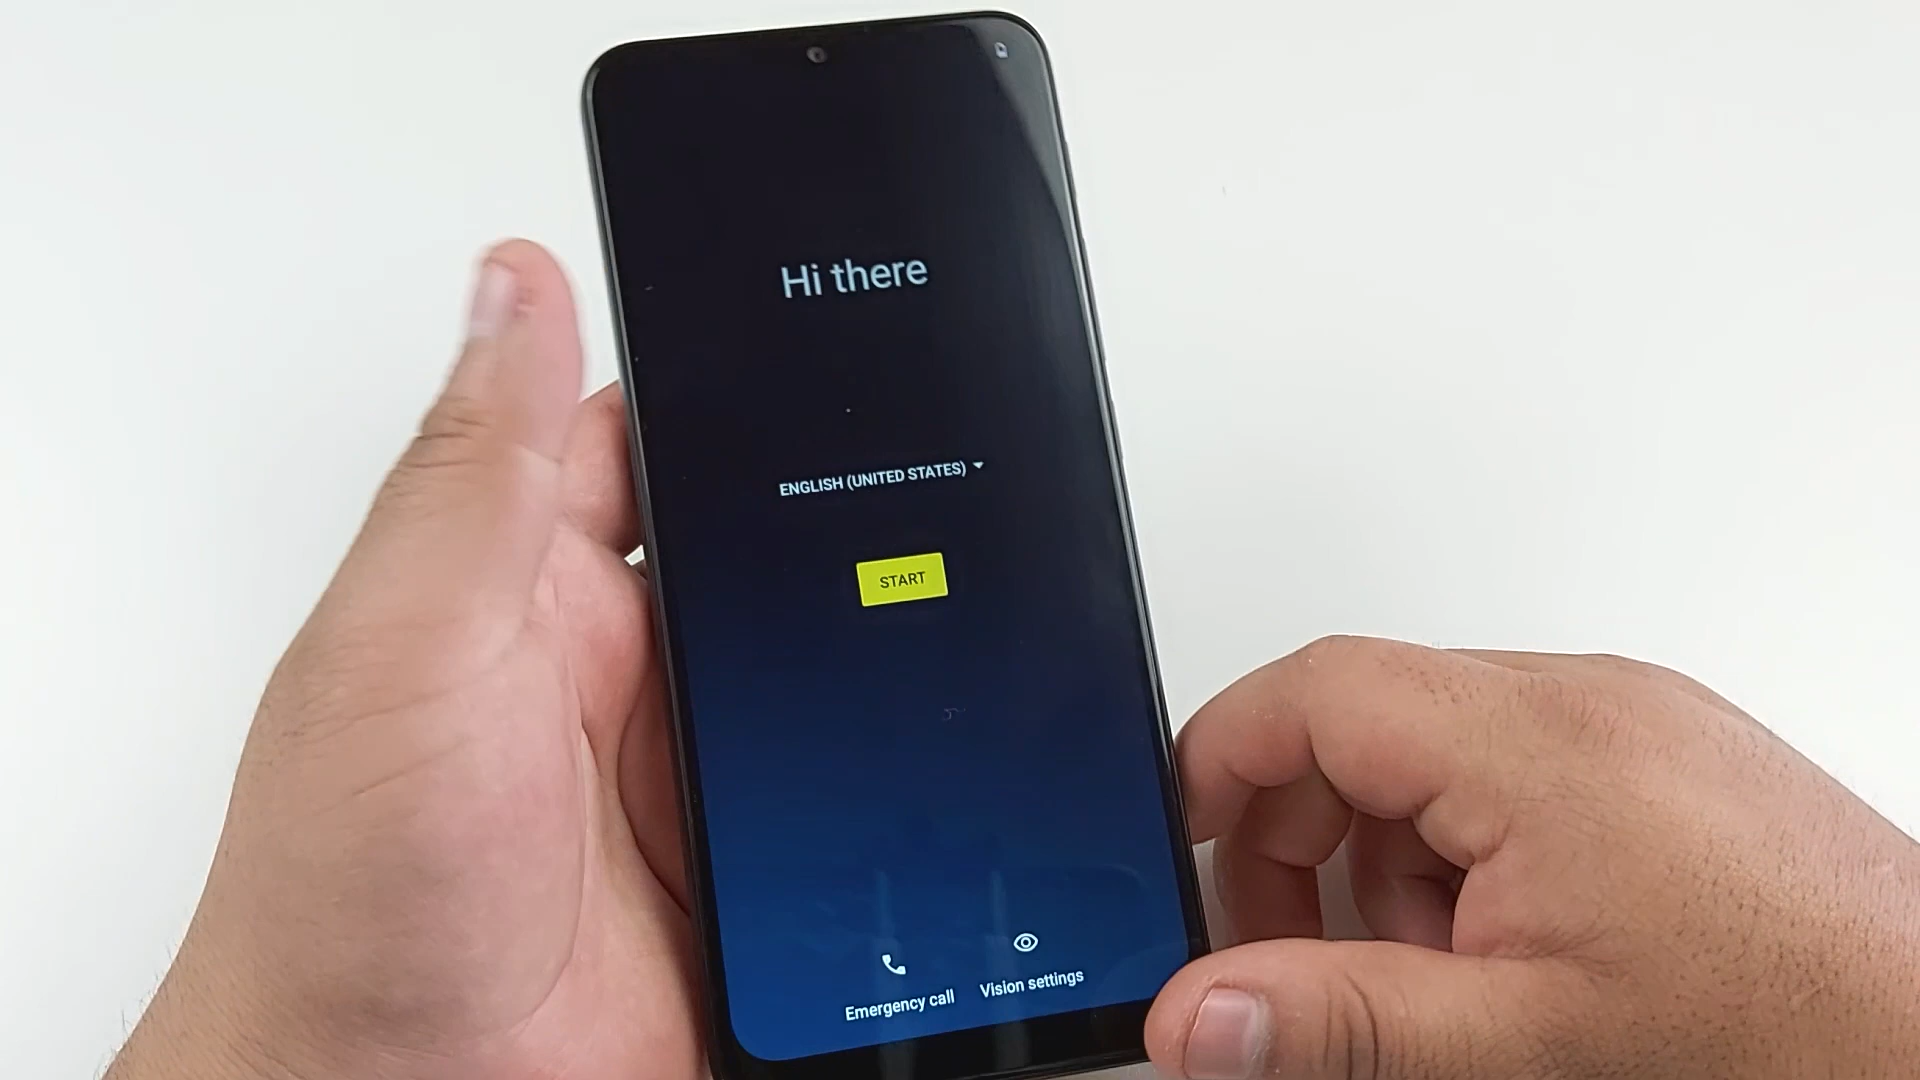 Hi there
ENGLISH (UNITED STATES)
START
Emergency call
Vision settings